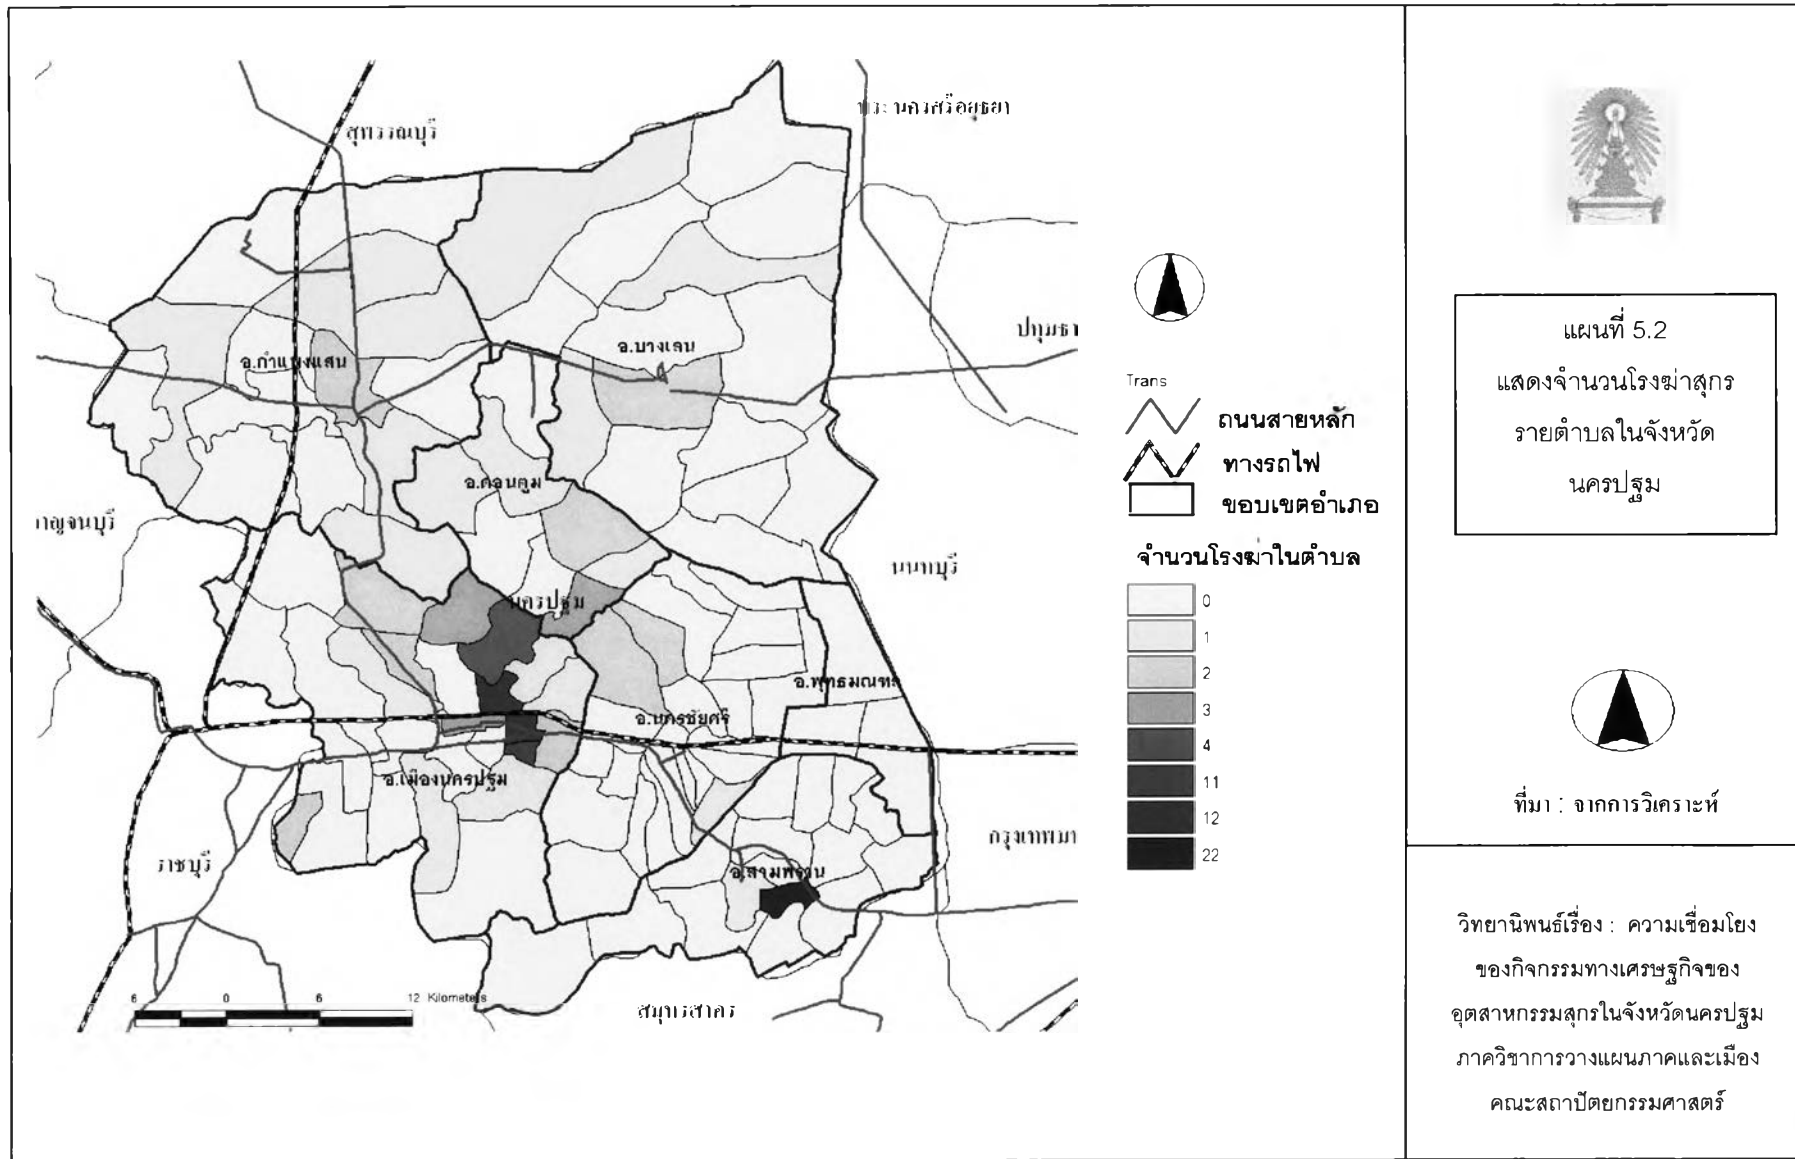 สุพรรณบุรี
พระนครศรีอยุธยา
ปทุมธา
อ.กำแพงแสน
อ.บางเลน
อ.ดอนตูม
กาญจนบุรี
นครปฐม
นนทบุรี
อ.พุทธมณฑล
อ.นครชัยศรี
อ.เมืองนครปฐม
อ.สามพราน
ราชบุรี
กรุงเทพมา
สมุทรสาคร
6 0 6 12 Kilometers
Trans
ถนนสายหลัก
ทางรถไฟ
ขอบเขตอำเภอ
จำนวนโรงฆ่าในตำบล
0
1
2
3
4
11
12
22
แผนที่ 5.2
แสดงจำนวนโรงฆ่าสุกร
รายตำบลในจังหวัด
นครปฐม
ที่มา : จากการวิเคราะห์
วิทยานิพนธ์เรื่อง : ความเชื่อมโยง
ของกิจกรรมทางเศรษฐกิจของ
อุตสาหกรรมสุกรในจังหวัดนครปฐม
ภาควิชาการวางแผนภาคและเมือง
คณะสถาปัตยกรรมศาสตร์